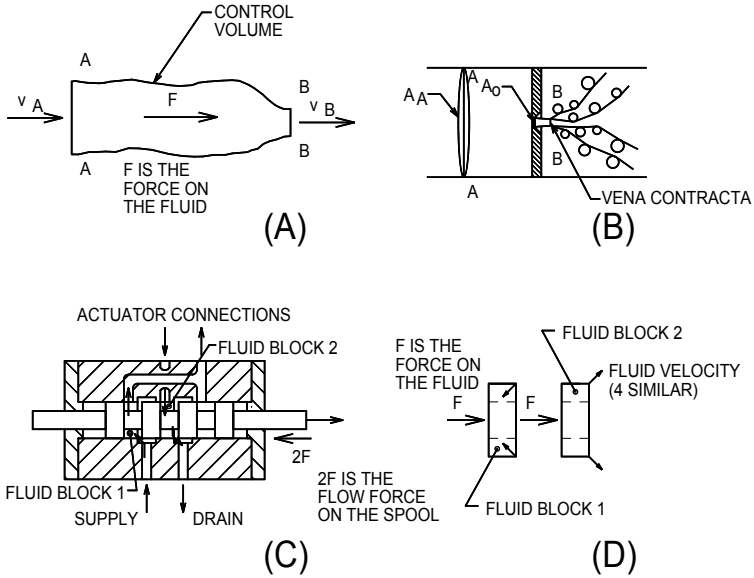 CONTROL
VOLUME
A
B
v A
F
v B
B
A
F IS THE
FORCE ON
THE FLUID
(A)
A
A A
A o
B
B
A
VENA CONTRACTA
(B)
ACTUATOR CONNECTIONS
FLUID BLOCK 2
2F
FLUID BLOCK 1
SUPPLY
DRAIN
2F IS THE
FLOW FORCE
ON THE SPOOL
(C)
FLUID BLOCK 2
F IS THE
FORCE ON
THE FLUID
FLUID VELOCITY
(4 SIMILAR)
F
F
FLUID BLOCK 1
(D)